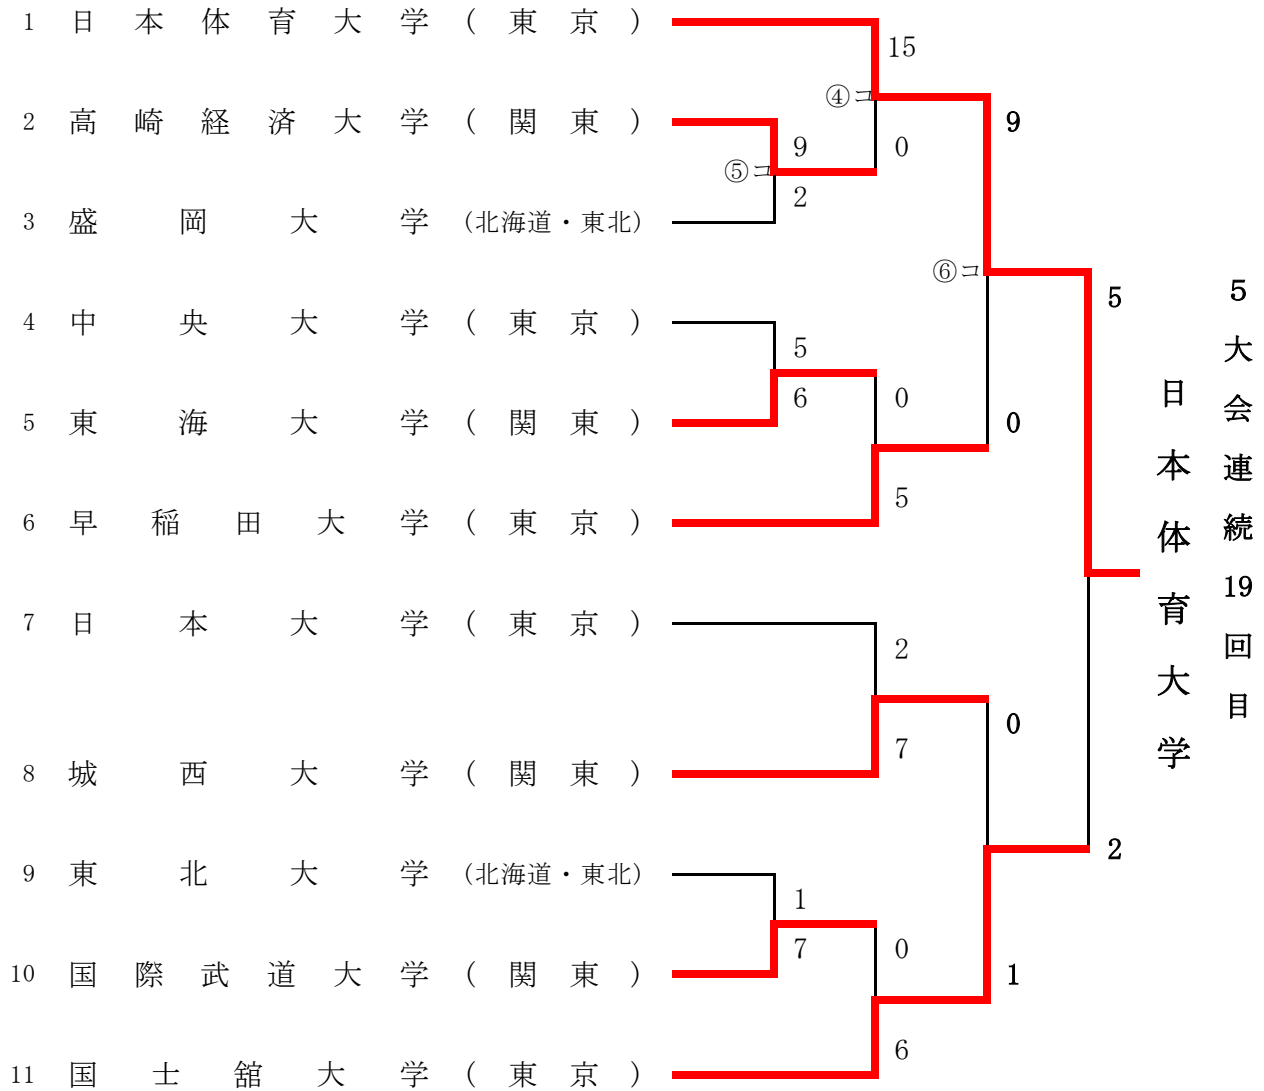 1 日本体育大学(東京)
15
④コ
2 高崎経済大学(関東)
9
9
0
⑤コ
2
3 盛岡大学(北海道・東北)
⑥コ
4 中央大学(東京)
5
5
6
0
0
5 東海大学(関東)
5
6 早稲田大学(東京)
7 日本大学(東京)
2
0
7
8 城西大学(関東)
2
9 東北大学(北海道・東北)
1
7
0
1
10 国際武道大学(関東)
6
11 国士舘大学(東京)
日本体育大学
5大会連続19回目